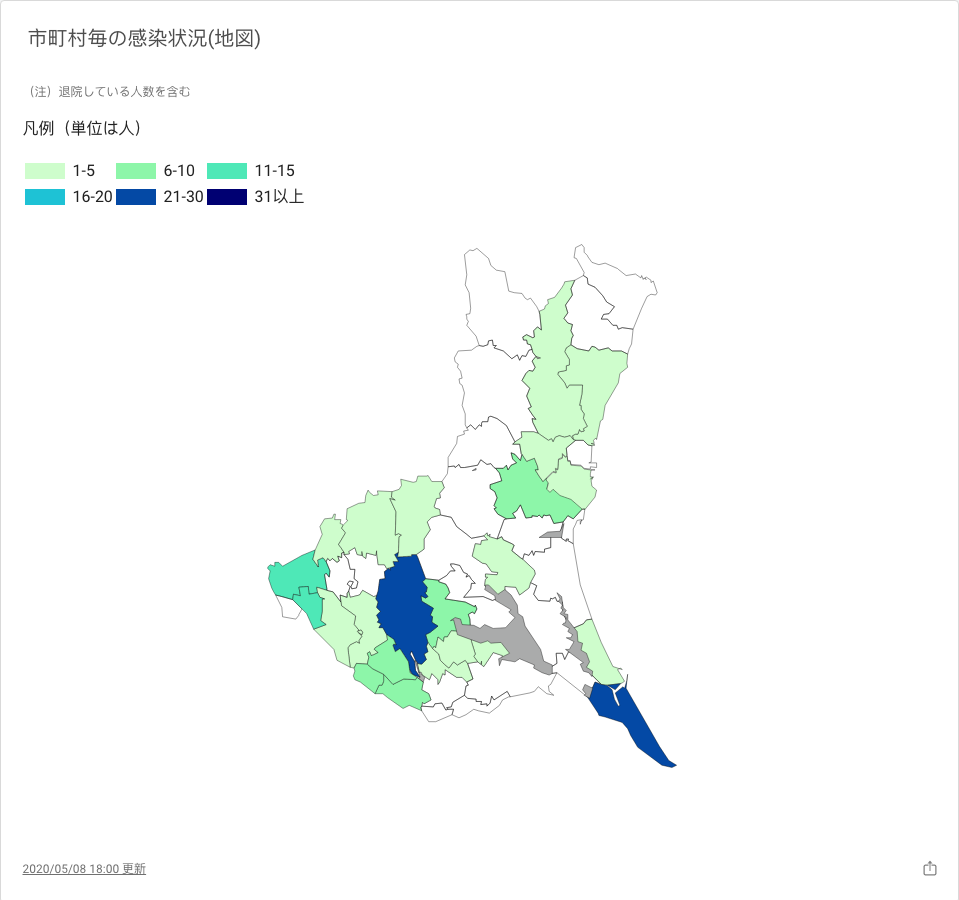 市町村毎の感染状況(地図)
（注）退院している人数を含む
凡例（単位は人）
1-5 6-10 11-15
16-20 21-30 31以上
2020/05/08 18:00 更新